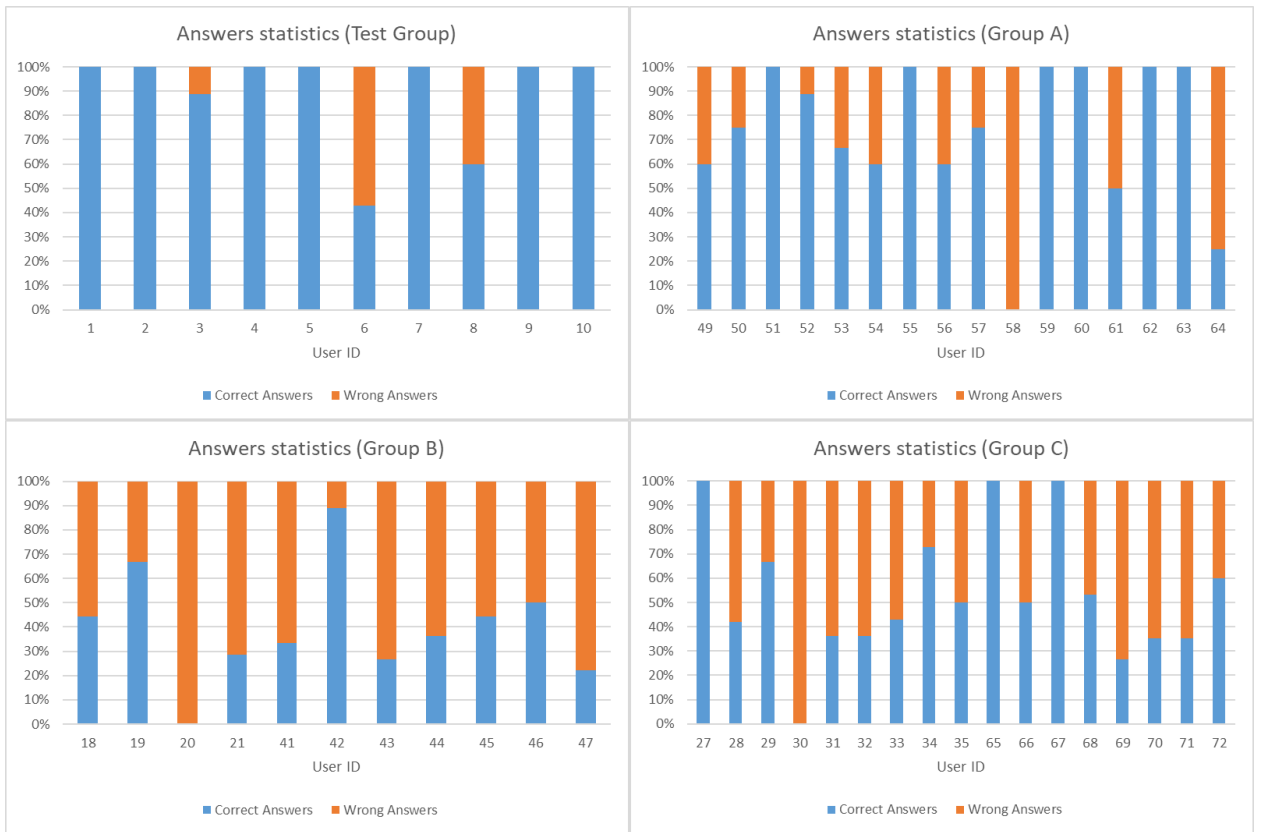 Answers statistics (Test Group)
100%
90%
80%
70%
60%
50%
40%
30%
20%
10%
0%
1 2 3 4 5 6 7 8 9 10
User ID
Correct Answers Wrong Answers
Answers statistics (Group A)
100%
90%
80%
70%
60%
50%
40%
30%
20%
10%
0%
49 50 51 52 53 54 55 56 57 58 59 60 61 62 63 64
User ID
Correct Answers Wrong Answers
Answers statistics (Group B)
100%
90%
80%
70%
60%
50%
40%
30%
20%
10%
0%
18 19 20 21 41 42 43 44 45 46 47
User ID
Correct Answers Wrong Answers
Answers statistics (Group C)
100%
90%
80%
70%
60%
50%
40%
30%
20%
10%
0%
27 28 29 30 31 32 33 34 35 65 66 67 68 69 70 71 72
User ID
Correct Answers Wrong Answers